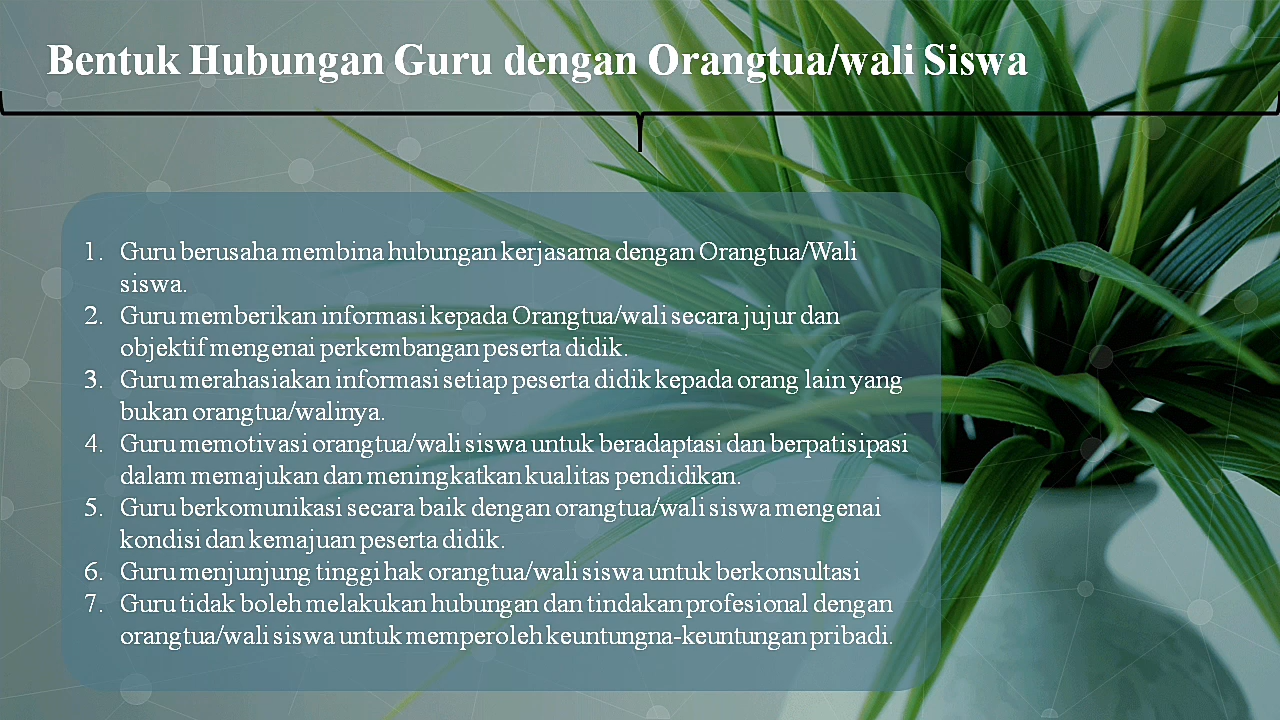 Bentuk Hubungan Guru dengan Orangtua/wali Siswa
1. Guru berusaha membina hubungan kerjasama dengan Orangtua/Wali
siswa.
2. Guru memberikan informasi kepada Orangtua/wali secara jujur dan
objektif mengenai perkembangan peserta didik.
3. Guru merahasiakan informasi setiap peserta didik kepada orang lain yang
bukan orangtua/walinya.
4. Guru memotivasi orangtua/wali siswa untuk beradaptasi dan berpatisipasi
dalam memajukan dan meningkatkan kualitas pendidikan.
5. Guru berkomunikasi secara baik dengan orangtua/wali siswa mengenai
kondisi dan kemajuan peserta didik.
6. Guru menjunjung tinggi hak orangtua/wali siswa untuk berkonsultasi
7. Guru tidak boleh melakukan hubungan dan tindakan profesional dengan
orangtua/wali siswa untuk memperoleh keuntungna-keuntungan pribadi.